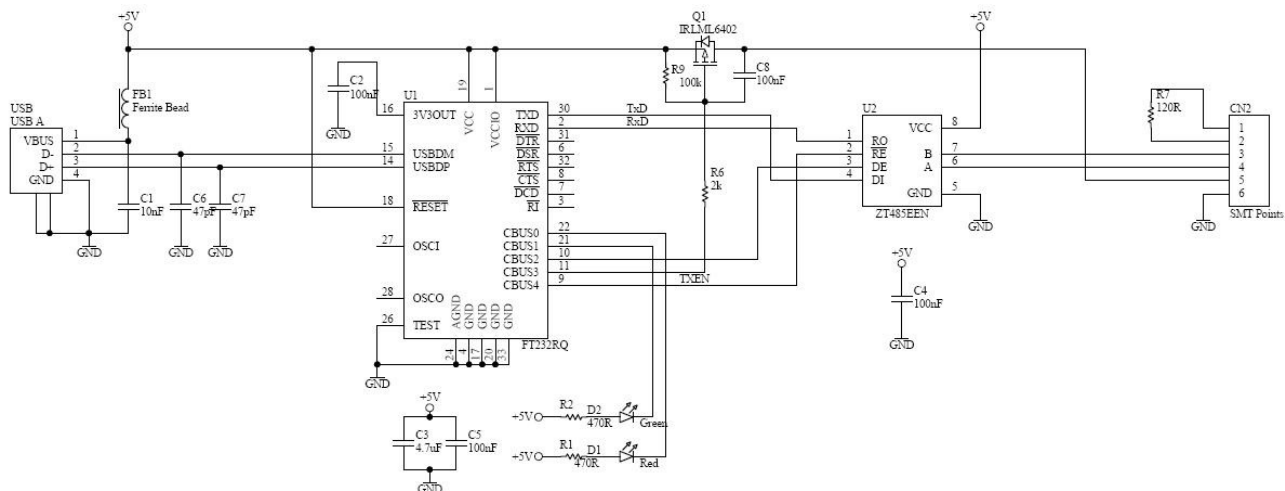 +5V
FB1
Ferrite Bead
USB
USB A
VBUS 1
D- 2
D+ 3
GND 4
C1
10nF
C6
47pF
C7
47pF
GND
GND
GND
C2
100nF
GND
U1
16 3V3OUT
15 USBDM
14 USBDP
18 RESET
27 OSCI
28 OSCO
26 TEST
19 VCC
1 VCCIO
TXD 30
RXD 2
DTR 31
DSR 6
RTS 32
CTS 8
DCD 7
RI 3
CBUS0 22
CBUS1 21
CBUS2 10
CBUS3 11
CBUS4 9
AGND 24
GND 4
GND 17
GND 20
GND 33
FT232RQ
GND
TxD
RxD
TXEN
Q1
IRLML6402
R9
100k
C8
100nF
R6
2k
+5V
U2
1 RO
2 RE
3 DE
4 DI
VCC 8
B 7
A 6
GND 5
ZT485EEN
GND
R7
120R
CN2
1
2
3
4
5
6
SMT Points
GND
+5V
C4
100nF
GND
+5V
C3
4.7uF
C5
100nF
GND
+5V
R2
470R
D2
Green
+5V
R1
470R
D1
Red